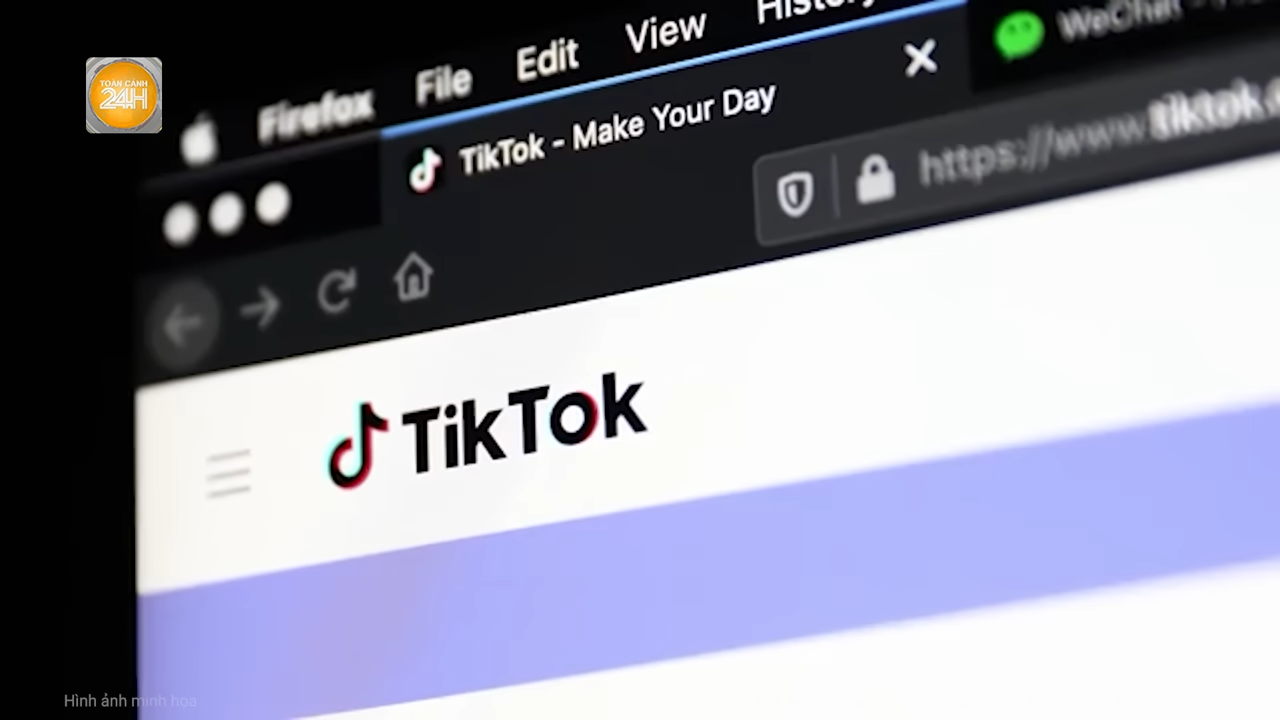 TOÀN CẢNH
24H
Firefox File Edit View History
TikTok - Make Your Day
WeChat -
https://www.tiktok.
TikTok
Hình ảnh minh họa